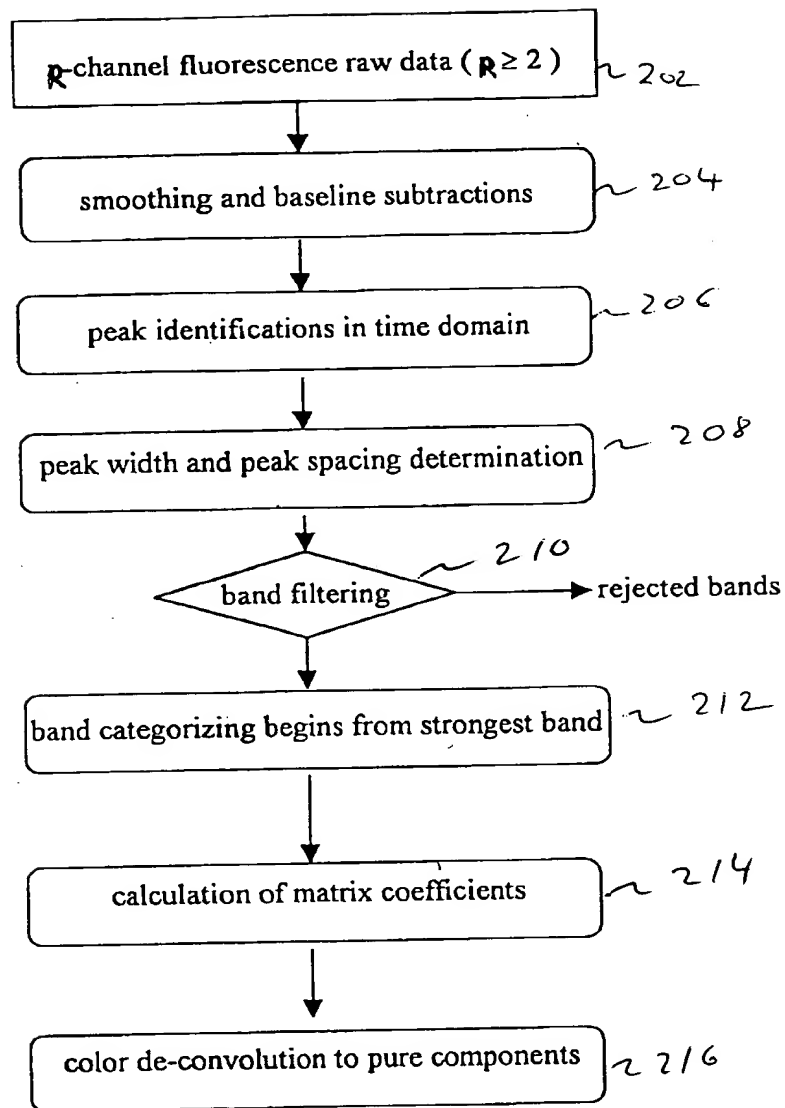 R-channel fluorescence raw data ( R ≥ 2 ) 202
smoothing and baseline subtractions 204
peak identifications in time domain 206
peak width and peak spacing determination 208
band filtering 210 rejected bands
band categorizing begins from strongest band 212
calculation of matrix coefficients 214
color de-convolution to pure components 216